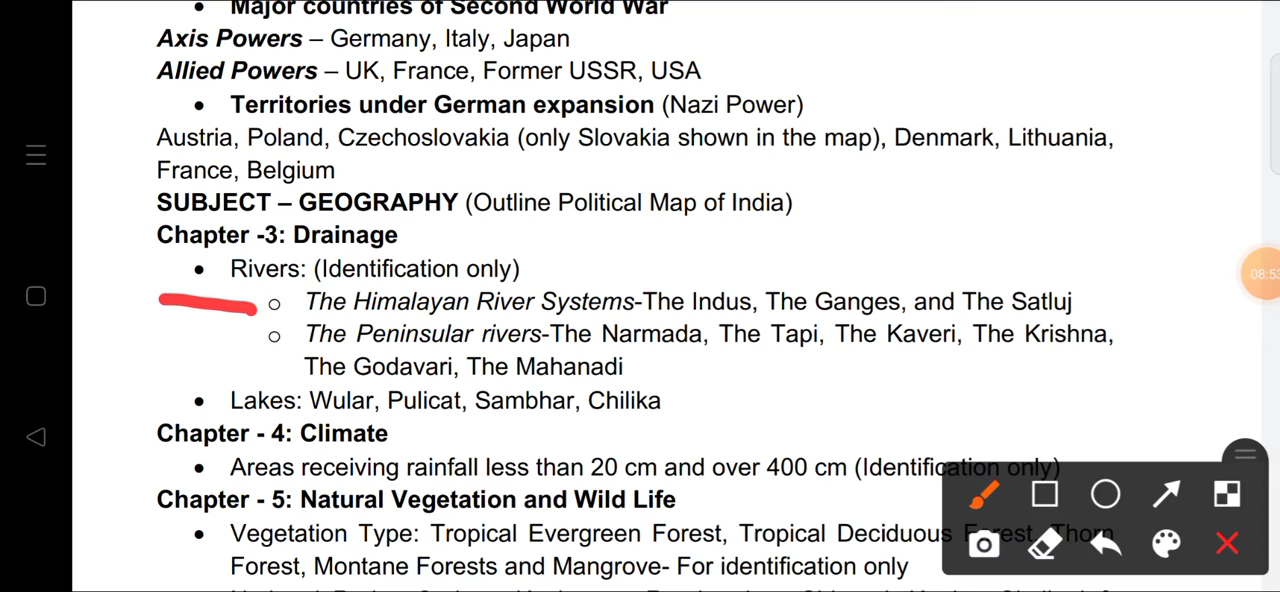 • Major countries of Second World War
Axis Powers – Germany, Italy, Japan
Allied Powers – UK, France, Former USSR, USA
• Territories under German expansion (Nazi Power)
Austria, Poland, Czechoslovakia (only Slovakia shown in the map), Denmark, Lithuania,
France, Belgium
SUBJECT – GEOGRAPHY (Outline Political Map of India)
Chapter -3: Drainage
• Rivers: (Identification only)
08:53
o The Himalayan River Systems-The Indus, The Ganges, and The Satluj
o The Peninsular rivers-The Narmada, The Tapi, The Kaveri, The Krishna,
The Godavari, The Mahanadi
• Lakes: Wular, Pulicat, Sambhar, Chilika
Chapter - 4: Climate
• Areas receiving rainfall less than 20 cm and over 400 cm (Identification only)
Chapter - 5: Natural Vegetation and Wild Life
• Vegetation Type: Tropical Evergreen Forest, Tropical Deciduous Forest, Thorn
Forest, Montane Forests and Mangrove- For identification only